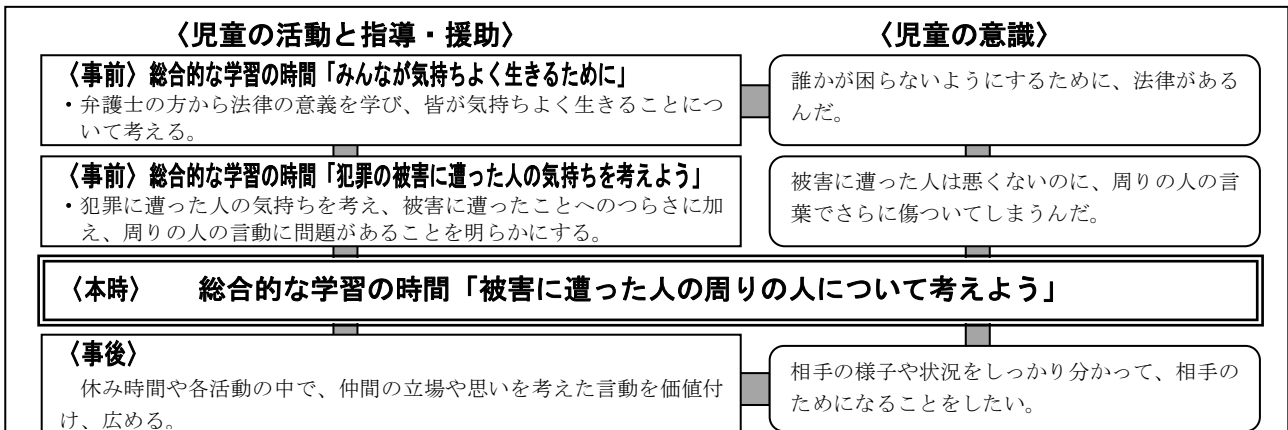 〈児童の活動と指導・援助〉
〈児童の意識〉
〈事前〉総合的な学習の時間「みんなが気持ちよく生きるために」
・弁護士の方から法律の意義を学び、皆が気持ちよく生きることにつ
いて考える。
誰かが困らないようにするために、法律がある
んだ。
〈事前〉総合的な学習の時間「犯罪の被害に遭った人の気持ちを考えよう」
・犯罪に遭った人の気持ちを考え、被害に遭ったことへのつらさに加
え、周りの人の言動に問題があることを明らかにする。
被害に遭った人は悪くないのに、周りの人の言
葉でさらに傷ついてしまうんだ。
〈本時〉 総合的な学習の時間「被害に遭った人の周りの人について考えよう」
〈事後〉
休み時間や各活動の中で、仲間の立場や思いを考えた言動を価値付
け、広める。
相手の様子や状況をしっかり分かって、相手の
ためになることをしたい。